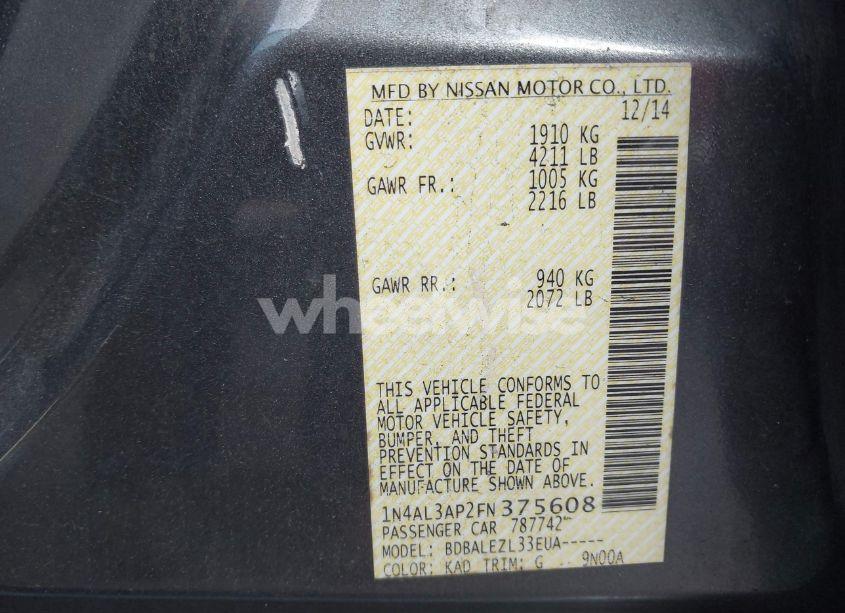 MFD BY NISSAN MOTOR CO., LTD.
DATE: 12/14
GVWR: 1910 KG
4211 LB
GAWR FR.: 1005 KG
2216 LB
GAWR RR.: 940 KG
2072 LB
wheelwise
THIS VEHICLE CONFORMS TO
ALL APPLICABLE FEDERAL
MOTOR VEHICLE SAFETY,
BUMPER, AND THEFT
PREVENTION STANDARDS IN
EFFECT ON THE DATE OF
MANUFACTURE SHOWN ABOVE.
1N4AL3AP2FN375608
PASSENGER CAR 787742
MODEL: BDBALEZL33EUA-----
COLOR: KAD TRIM: G 9N00A